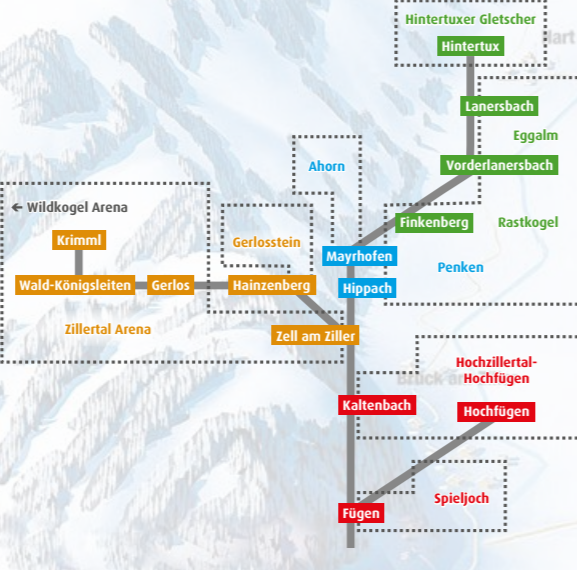 Hintertuxer Gletscher
Hintertux
Lanersbach
Eggalm
Vorderlanersbach
Ahorn
← Wildkogel Arena
Finkenberg
Rastkogel
Krimml
Gerlosstein
Mayrhofen
Penken
Wald-Königsleiten
Gerlos
Hainzenberg
Hippach
Zillertal Arena
Zell am Ziller
Hochzillertal-
Hochfügen
Kaltenbach
Hochfügen
Spieljoch
Fügen